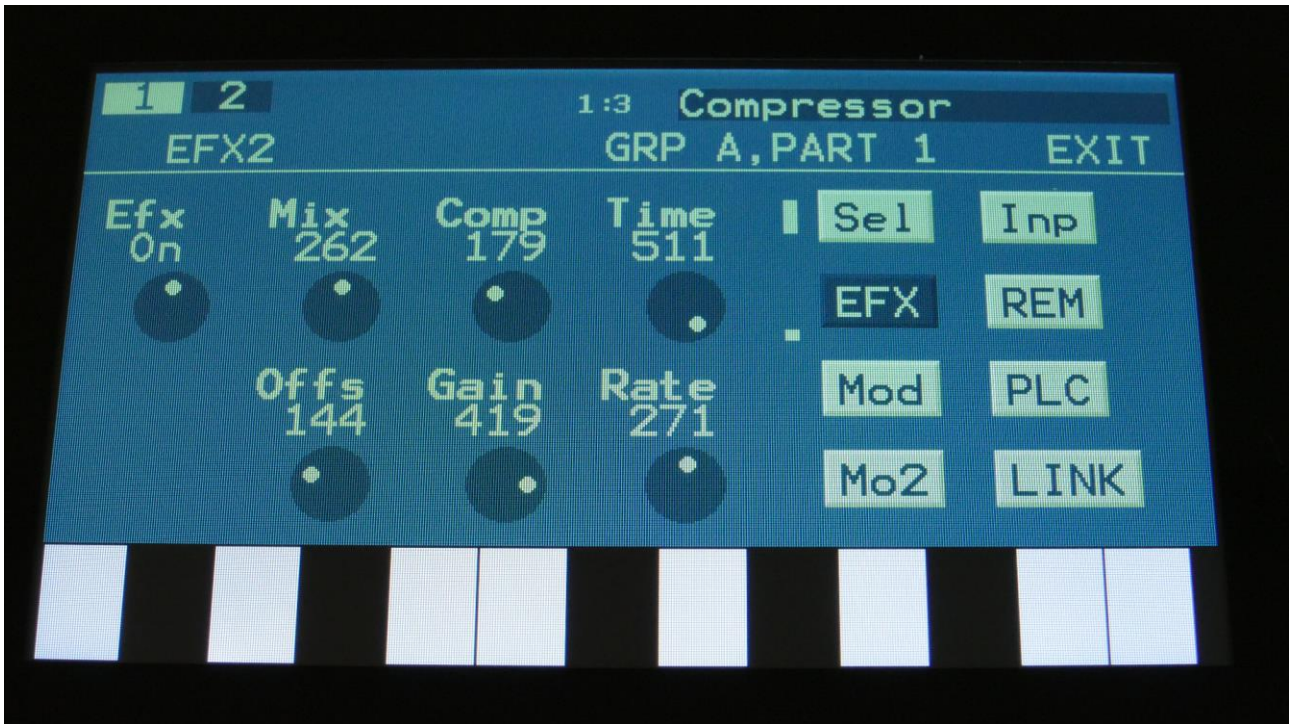 1 2 1:3 Compressor
EFX2 GRP A,PART 1 EXIT
Efx Mix Comp Time Sel Inp
On 262 179 511
EFX REM
Offs Gain Rate Mod PLC
144 419 271
Mo2 LINK